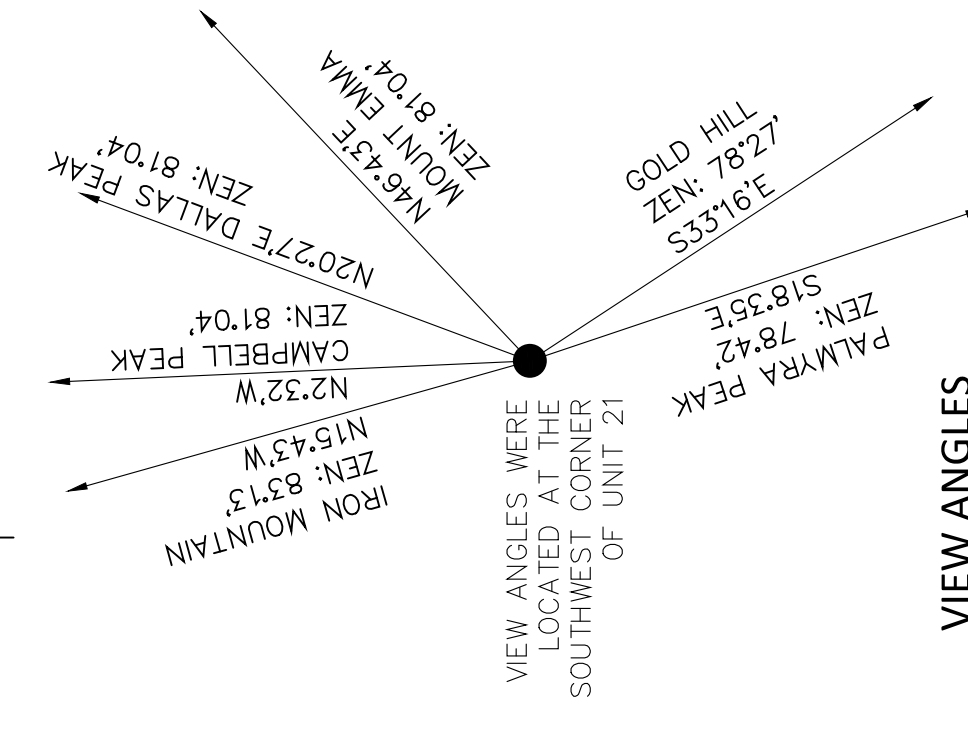 N46°43'E
MOUNT EMMA
ZEN: 81°04'
N20°27'E DALLAS PEAK
ZEN: 81°04'
CAMPBELL PEAK
ZEN: 81°04'
N2°32'W
N15°43'W
ZEN: 83°13'
IRON MOUNTAIN
GOLD HILL
ZEN: 78°27'
S33°16'E
S18°35'E
ZEN: 78°42'
PALMYRA PEAK
VIEW ANGLES WERE
LOCATED AT THE
SOUTHWEST CORNER
OF UNIT 21
VIEW ANGLES